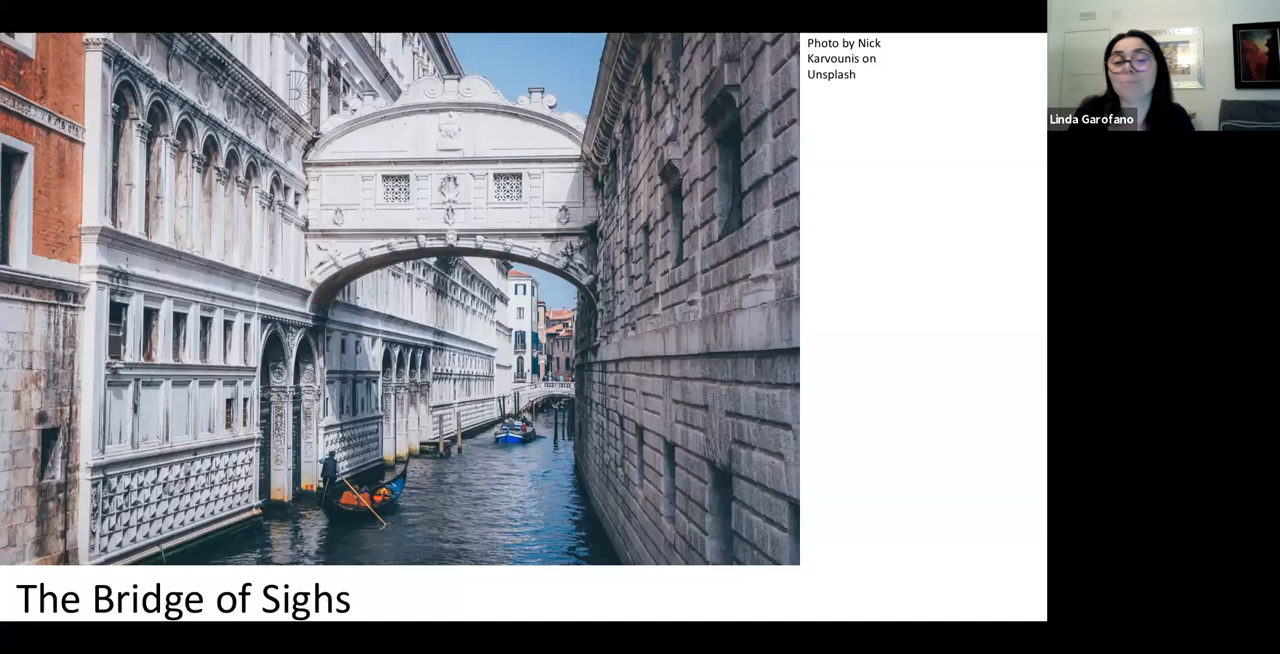 Photo by Nick
Karvounis on
Unsplash
Linda Garofano
The Bridge of Sighs